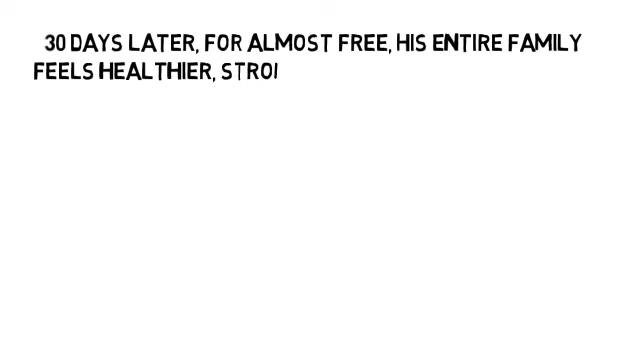 30 DAYS LATER, FOR ALMOST FREE, HIS ENTIRE FAMILY
FEELS HEALTHIER,